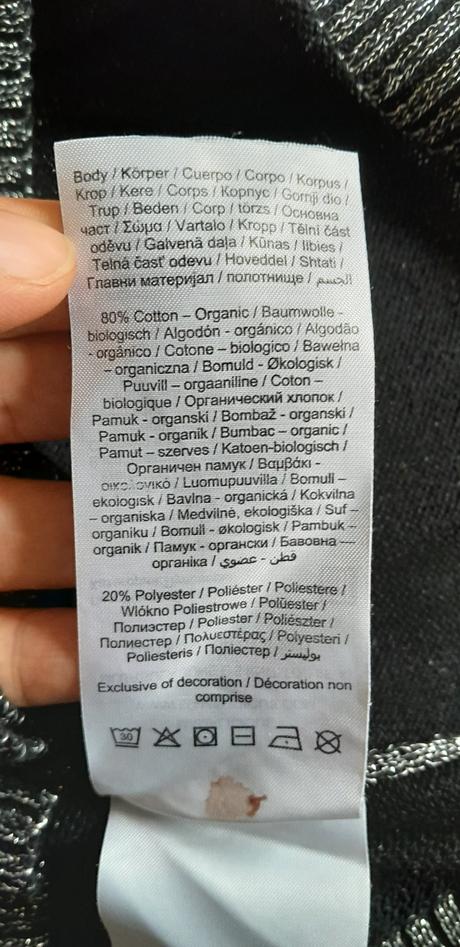 Body / Körper / Cuerpo / Corpo / Korpus /
Krop / Kere / Corps / Корпус / Gornji dio /
Trup / Beden / Corp / törzs / Основна
част / Σώμα / Vartalo / Kropp / Tělní část
oděvu / Galvenā daļa / Kūnas / Ilbies /
Telná časť odevu / Hoveddel / Shtati /
Главни материјал / полотнище / الجسم
80% Cotton – Organic / Baumwolle -
biologisch / Algodón - orgánico / Algodão
- orgánico / Cotone – biologico / Bawełna
– organiczna / Bomuld - Økologisk /
Puuvill – orgaaniline / Coton –
biologique / Органический хлопок /
Pamuk - organski / Bombaž - organski /
Pamuk - organik / Bumbac – organic /
Pamut – szerves / Katoen-biologisch /
Органичен памук / Βαμβάκι -
/ Luomupuuvilla / Bomull –
ekologisk / Bavlna - organická / Kokvilna
– organiska / Medvilnė, ekologiška / Suf –
organiku / Bomull - økologisk / Pambuk –
organik / Памук - органски / Бавовна —
органіка / قطن - عضوي
20% Polyester / Poliéster / Poliestere /
Włókno Poliestrowe / Polüester /
Полиэстер / Poliester / Poliészter /
Полиестер / Πολυεστέρας / Polyesteri /
Poliesteris / Поліестер / بوليستر
Exclusive of decoration / Décoration non
comprise
30